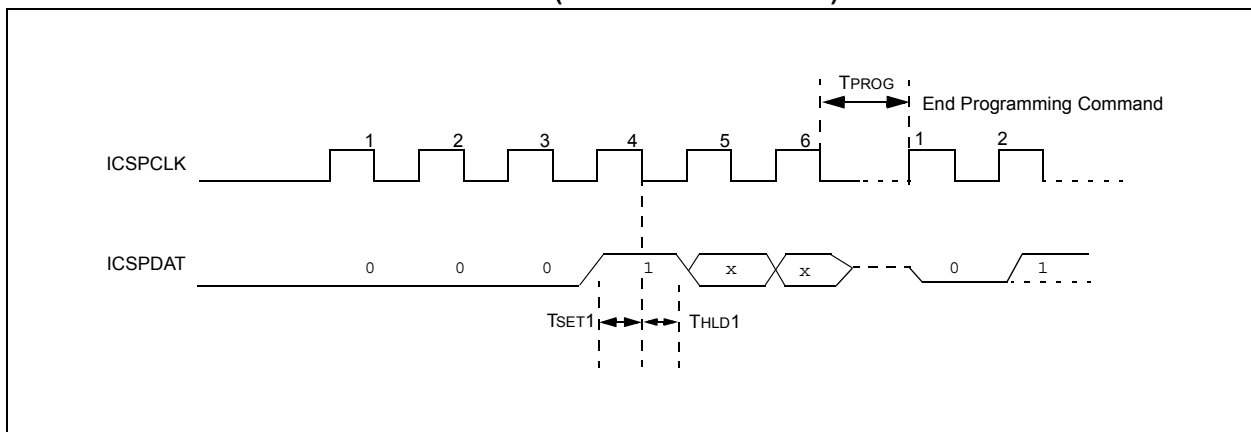 TPROG
End Programming Command
1 2 3 4 5 6 1 2
ICSPCLK
ICSPDAT
0 0 0 1 x x 0 1
TSET1 THLD1